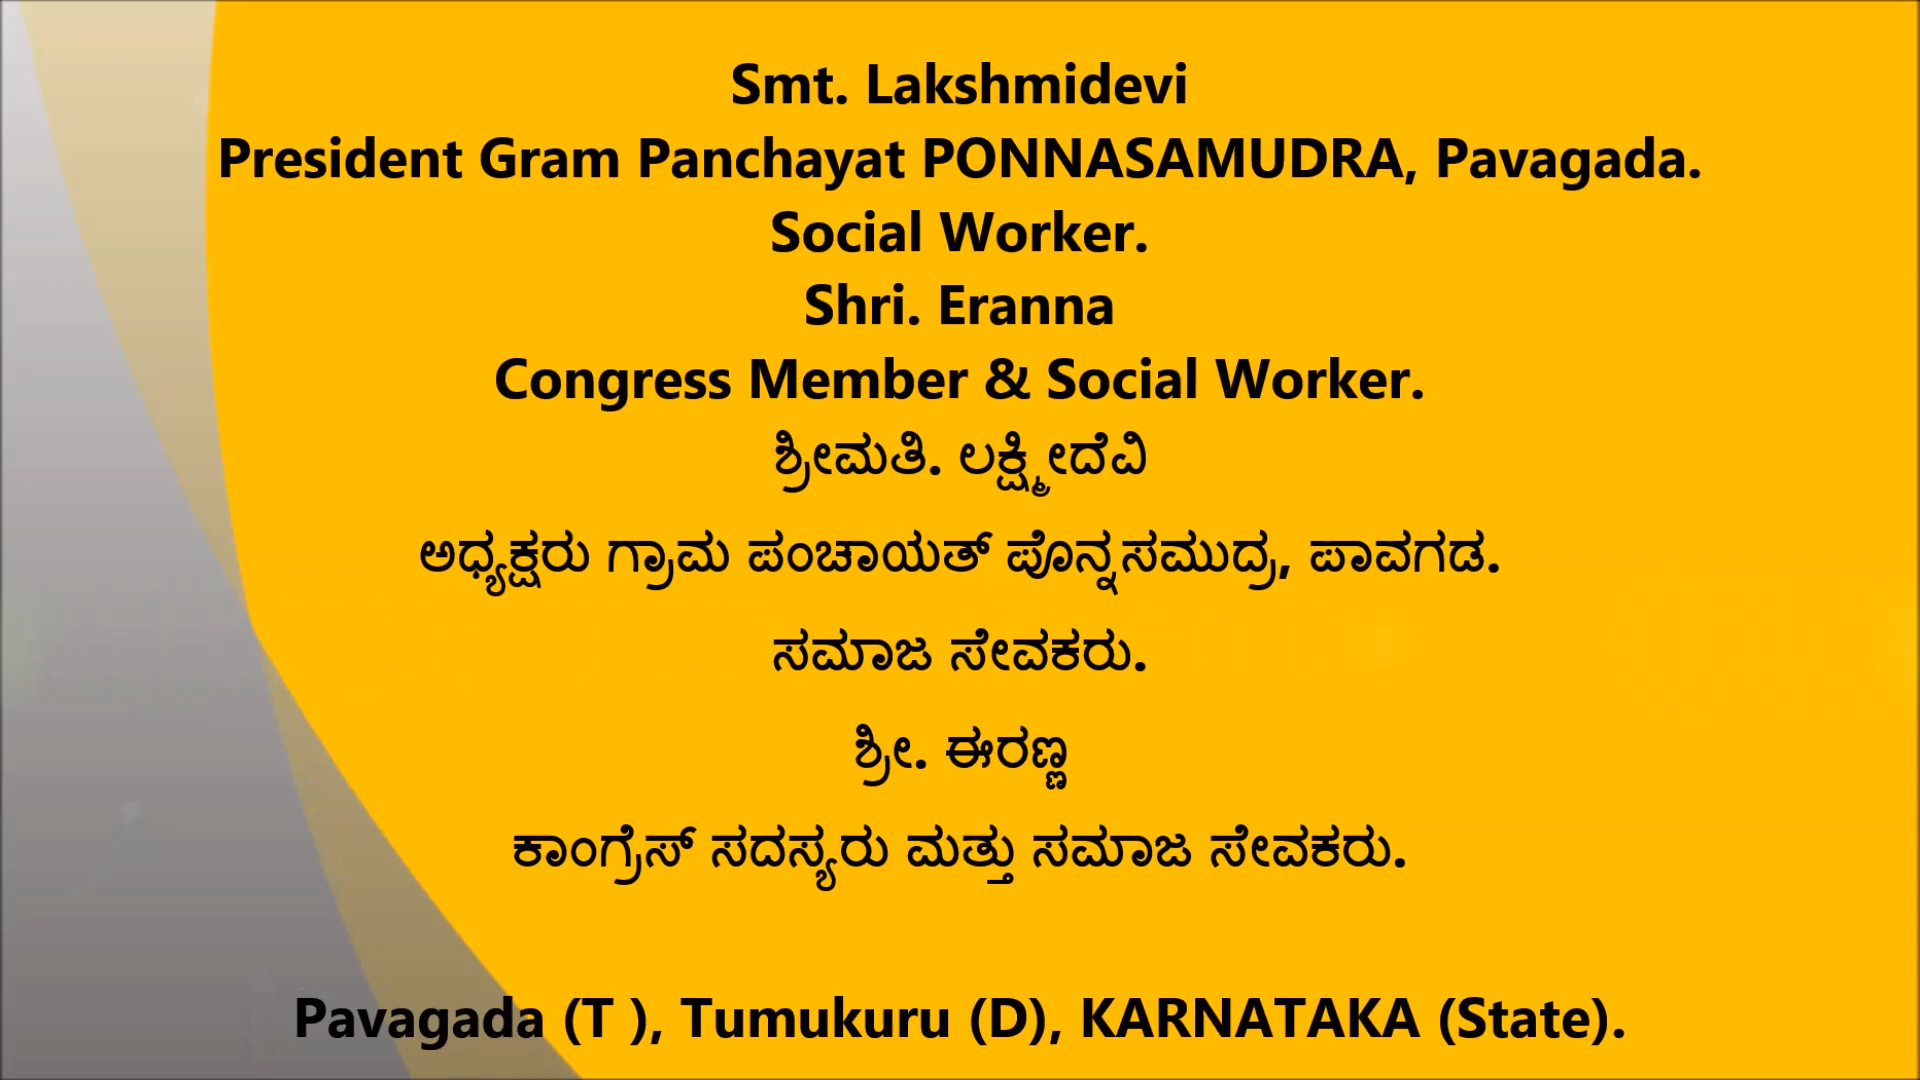 Smt. Lakshmidevi
President Gram Panchayat PONNASAMUDRA, Pavagada.
Social Worker.
Shri. Eranna
Congress Member & Social Worker.
ಶ್ರೀಮತಿ. ಲಕ್ಷ್ಮೀದೆವಿ
ಅಧ್ಯಕ್ಷರು ಗ್ರಾಮ ಪಂಚಾಯತ್ ಪೊನ್ನಸಮುದ್ರ, ಪಾವಗಡ.
ಸಮಾಜ ಸೇವಕರು.
ಶ್ರೀ. ಈರಣ್ಣ
ಕಾಂಗ್ರೆಸ್ ಸದಸ್ಯರು ಮತ್ತು ಸಮಾಜ ಸೇವಕರು.
Pavagada (T ), Tumukuru (D), KARNATAKA (State).